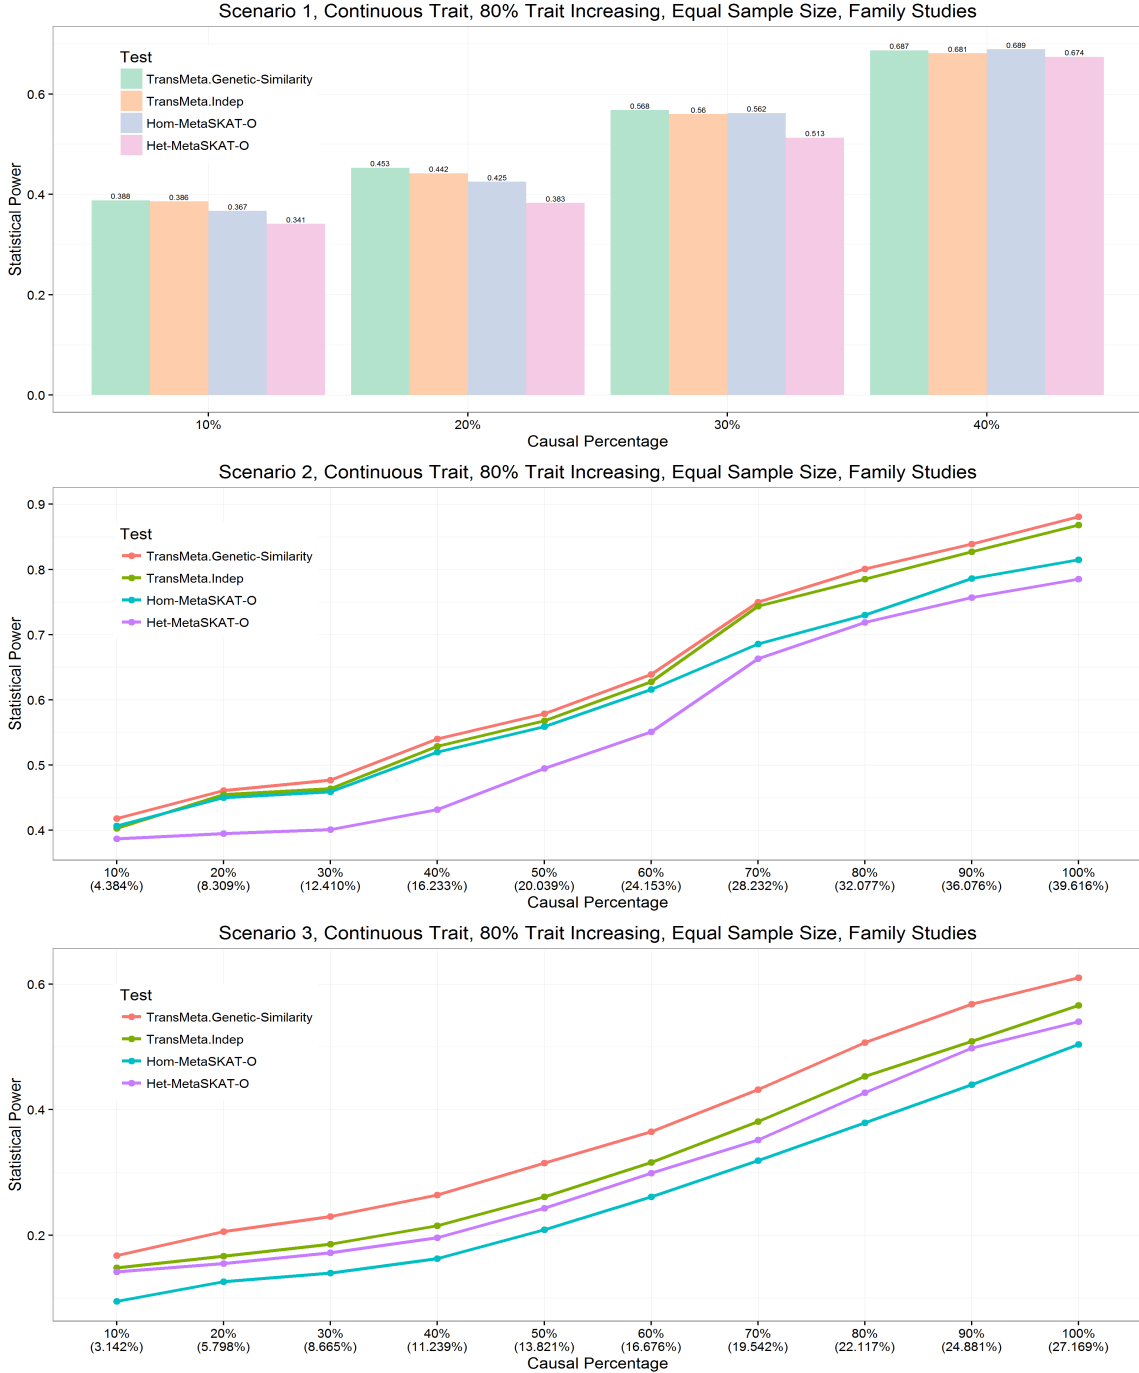 Scenario 1, Continuous Trait, 80% Trait Increasing, Equal Sample Size, Family Studies
Test
TransMeta.Genetic-Similarity
TransMeta.Indep
Hom-MetaSKAT-O
Het-MetaSKAT-O
Statistical Power
0.6
0.4
0.2
0.0
0.388
0.386
0.367
0.341
0.453
0.442
0.425
0.383
0.568
0.56
0.562
0.513
0.687
0.681
0.689
0.674
10% 20% 30% 40%
Causal Percentage
Scenario 2, Continuous Trait, 80% Trait Increasing, Equal Sample Size, Family Studies
Test
TransMeta.Genetic-Similarity
TransMeta.Indep
Hom-MetaSKAT-O
Het-MetaSKAT-O
Statistical Power
0.9
0.8
0.7
0.6
0.5
0.4
10% 20% 30% 40% 50% 60% 70% 80% 90% 100%
(4.384%) (8.309%) (12.410%) (16.233%) (20.039%) (24.153%) (28.232%) (32.077%) (36.076%) (39.616%)
Causal Percentage
Scenario 3, Continuous Trait, 80% Trait Increasing, Equal Sample Size, Family Studies
Test
TransMeta.Genetic-Similarity
TransMeta.Indep
Hom-MetaSKAT-O
Het-MetaSKAT-O
Statistical Power
0.6
0.4
0.2
10% 20% 30% 40% 50% 60% 70% 80% 90% 100%
(3.142%) (5.798%) (8.665%) (11.239%) (13.821%) (16.676%) (19.542%) (22.117%) (24.881%) (27.169%)
Causal Percentage